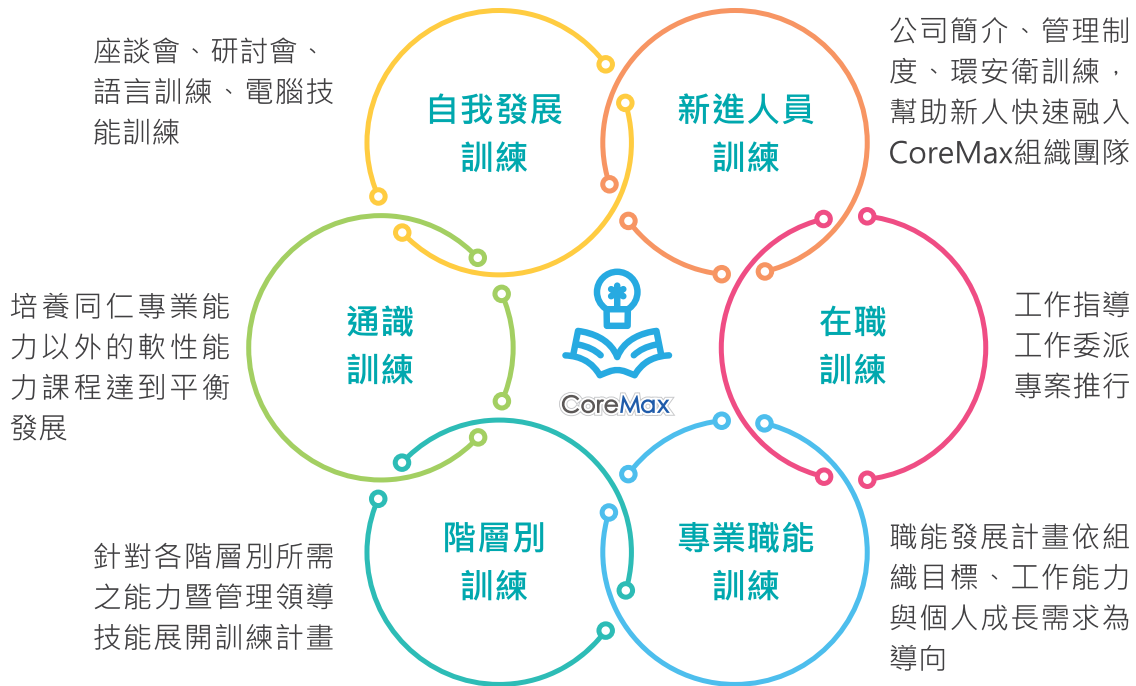 座談會、研討會、
語言訓練、電腦技
能訓練
自我發展
訓練
新進人員
訓練
公司簡介、管理制
度、環安衛訓練，
幫助新人快速融入
CoreMax組織團隊
培養同仁專業能
力以外的軟性能
力課程達到平衡
發展
通識
訓練
CoreMax
在職
訓練
工作指導
工作委派
專案推行
針對各階層別所需
之能力暨管理領導
技能展開訓練計畫
階層別
訓練
專業職能
訓練
職能發展計畫依組
織目標、工作能力
與個人成長需求為
導向